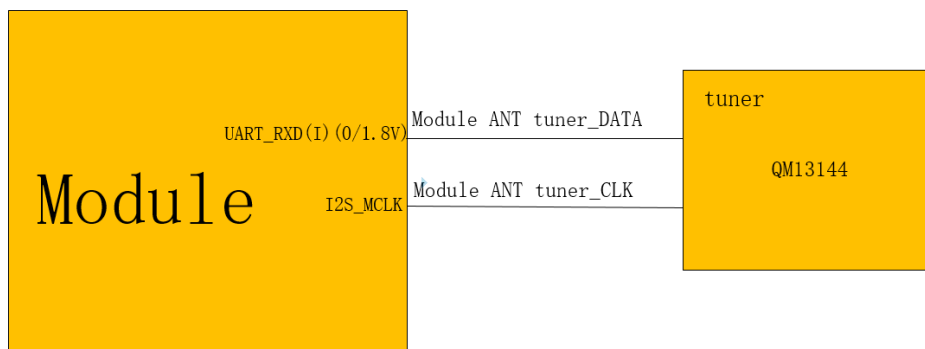 tuner
Module ANT tuner_DATA
UART_RXD(I)(0/1.8V)
QM13144
Module
Module ANT tuner_CLK
I2S_MCLK